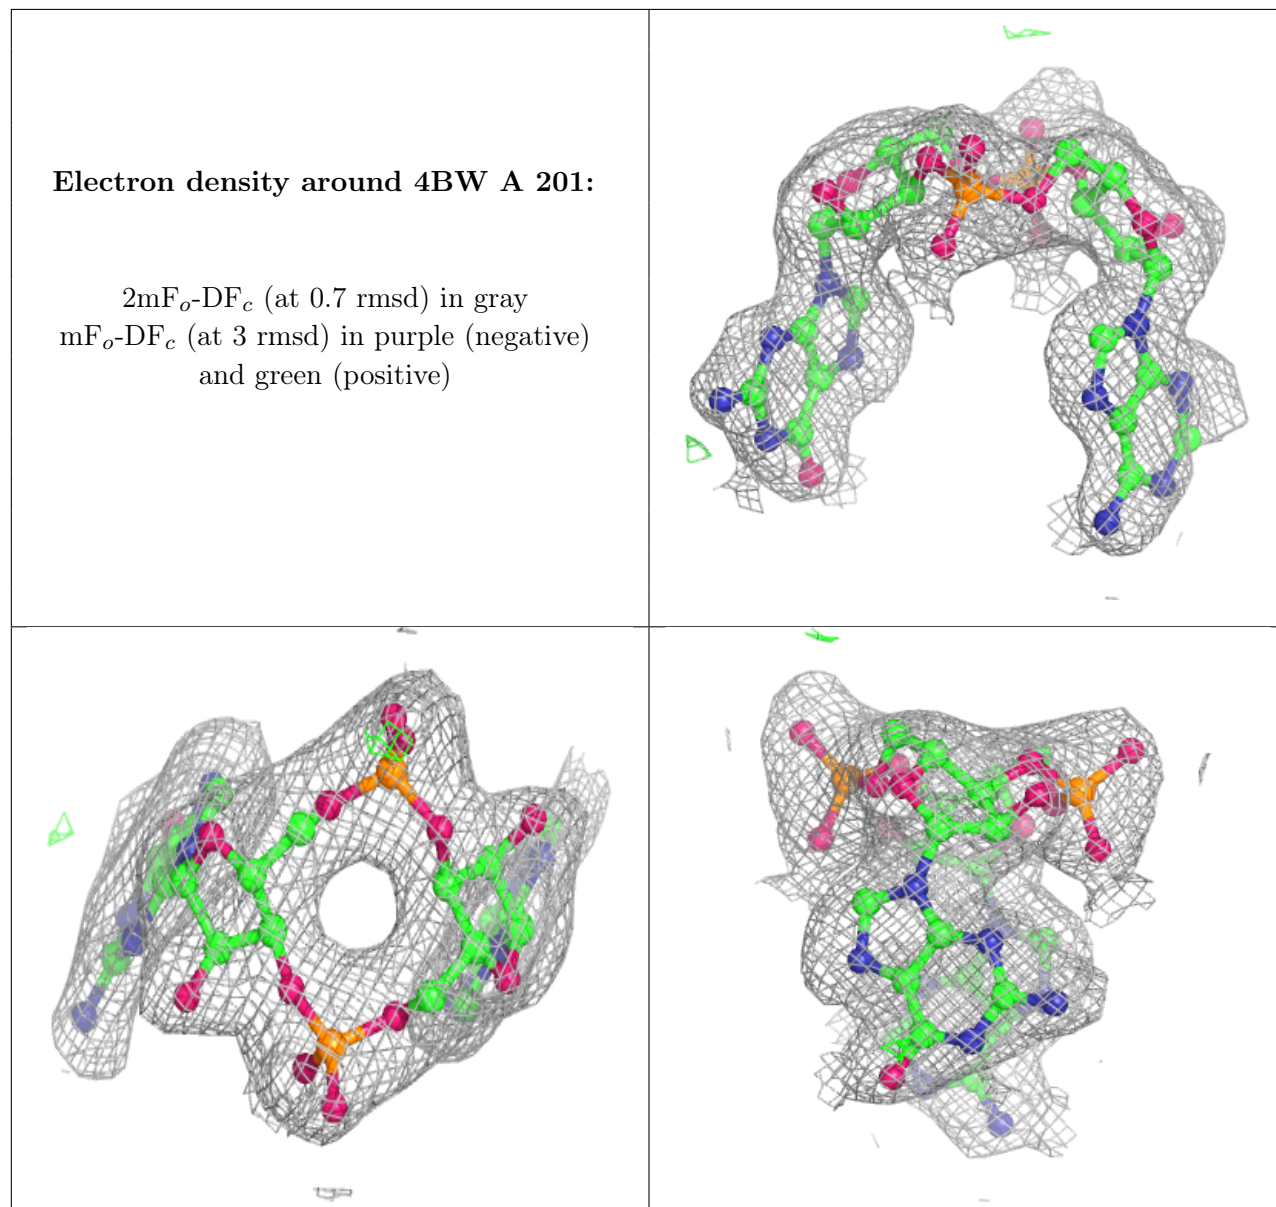 Electron density around 4BW A 201:
2mFo-DFc (at 0.7 rmsd) in gray
mFo-DFc (at 3 rmsd) in purple (negative)
and green (positive)